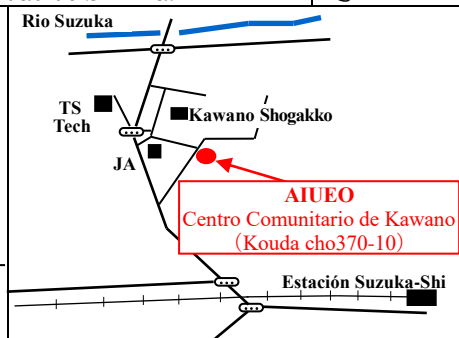 Rio Suzuka
TS
Tech
Kawano Shogakko
JA
AIUEO
Centro Comunitario de Kawano
（Kouda cho370-10）
Estación Suzuka-Shi